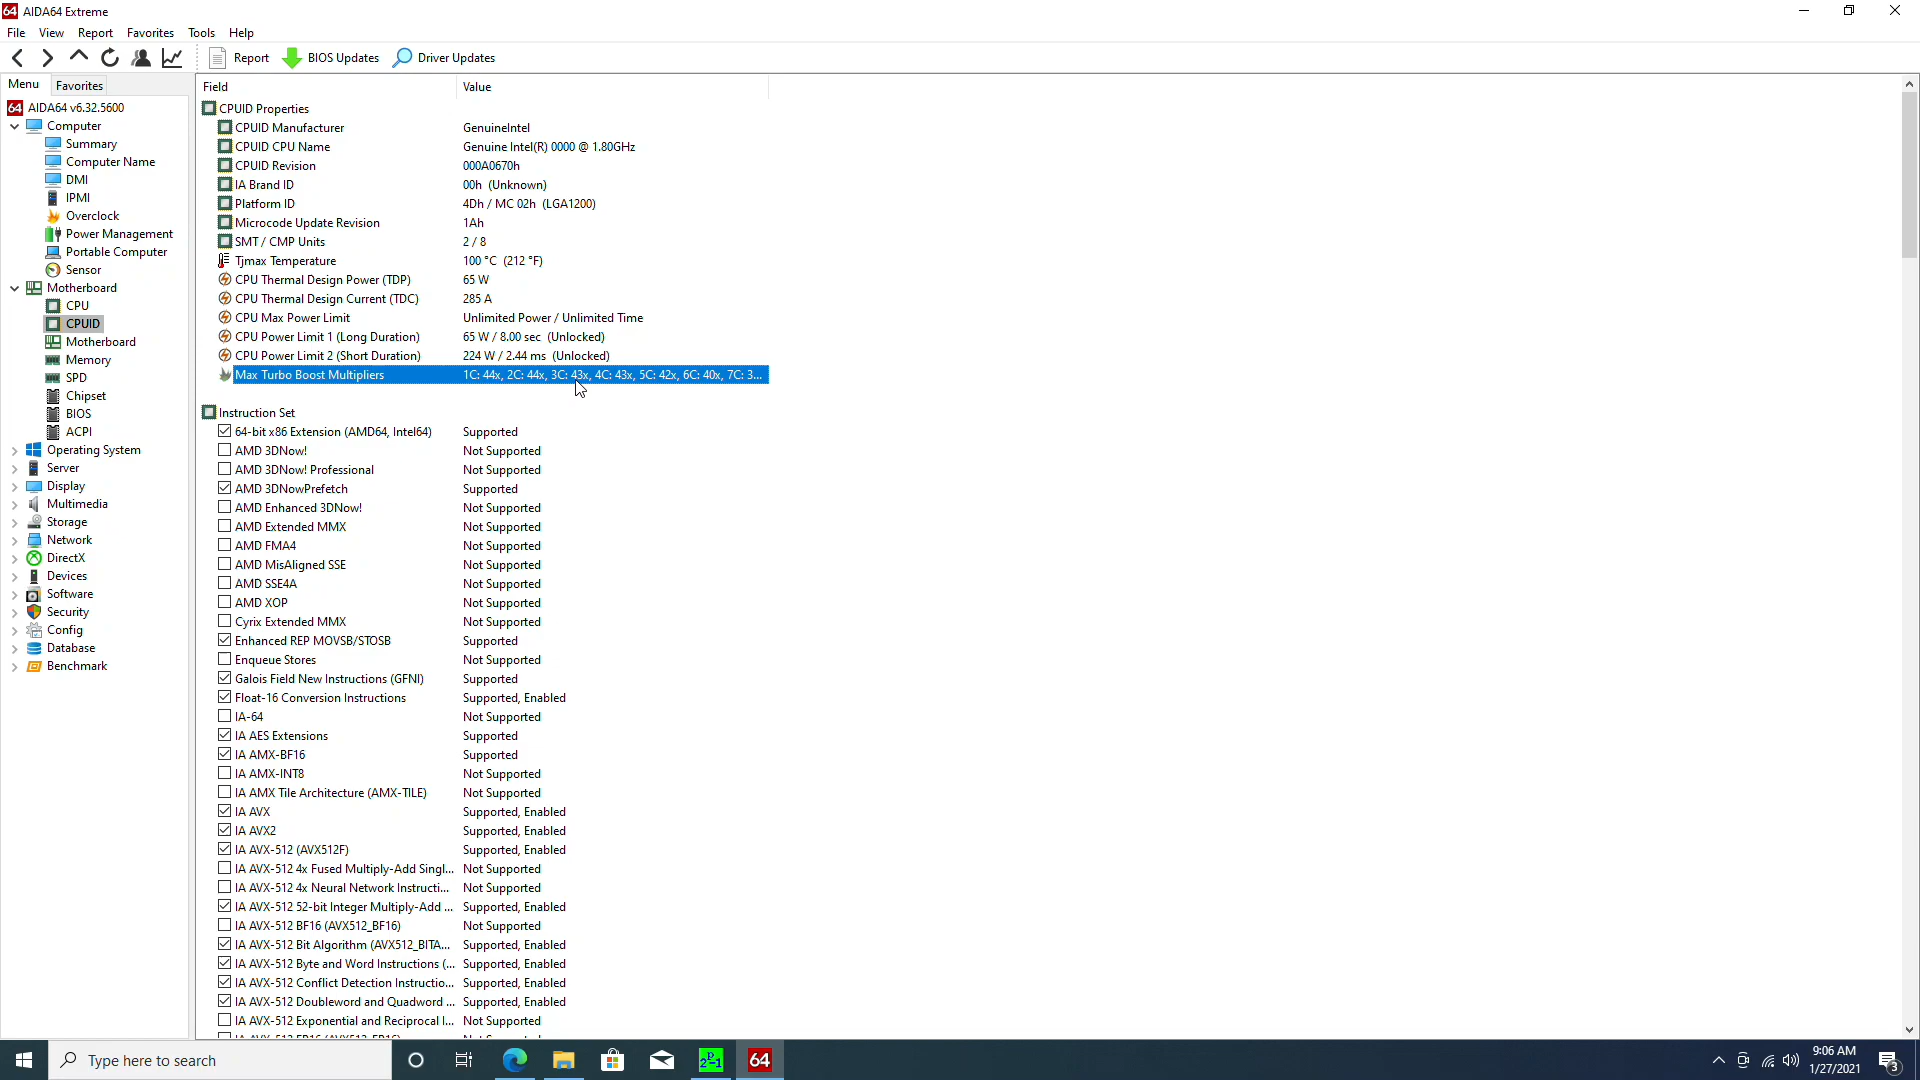 AIDA64 Extreme
File View Report Favorites Tools Help
Report BIOS Updates Driver Updates
Menu Favorites
AIDA64 v6.32.5600
Computer
Summary
Computer Name
DMI
IPMI
Overclock
Power Management
Portable Computer
Sensor
Motherboard
CPU
CPUID
Motherboard
Memory
SPD
Chipset
BIOS
ACPI
Operating System
Server
Display
Multimedia
Storage
Network
DirectX
Devices
Software
Security
Config
Database
Benchmark
Field Value
CPUID Properties
CPUID Manufacturer GenuineIntel
CPUID CPU Name Genuine Intel(R) 0000 @ 1.80GHz
CPUID Revision 000A0670h
IA Brand ID 00h (Unknown)
Platform ID 4Dh / MC 02h (LGA1200)
Microcode Update Revision 1Ah
SMT / CMP Units 2 / 8
Tjmax Temperature 100 °C (212 °F)
CPU Thermal Design Power (TDP) 65 W
CPU Thermal Design Current (TDC) 285 A
CPU Max Power Limit Unlimited Power / Unlimited Time
CPU Power Limit 1 (Long Duration) 65 W / 8.00 sec (Unlocked)
CPU Power Limit 2 (Short Duration) 224 W / 2.44 ms (Unlocked)
Max Turbo Boost Multipliers 1C: 44x, 2C: 44x, 3C: 43x, 4C: 43x, 5C: 42x, 6C: 40x, 7C: 3...
Instruction Set
64-bit x86 Extension (AMD64, Intel64) Supported
AMD 3DNow! Not Supported
AMD 3DNow! Professional Not Supported
AMD 3DNowPrefetch Supported
AMD Enhanced 3DNow! Not Supported
AMD Extended MMX Not Supported
AMD FMA4 Not Supported
AMD MisAligned SSE Not Supported
AMD SSE4A Not Supported
AMD XOP Not Supported
Cyrix Extended MMX Not Supported
Enhanced REP MOVSB/STOSB Supported
Enqueue Stores Not Supported
Galois Field New Instructions (GFNI) Supported
Float-16 Conversion Instructions Supported, Enabled
IA-64 Not Supported
IA AES Extensions Supported
IA AMX-BF16 Supported
IA AMX-INT8 Not Supported
IA AMX Tile Architecture (AMX-TILE) Not Supported
IA AVX Supported, Enabled
IA AVX2 Supported, Enabled
IA AVX-512 (AVX512F) Supported, Enabled
IA AVX-512 4x Fused Multiply-Add Singl... Not Supported
IA AVX-512 4x Neural Network Instructi... Not Supported
IA AVX-512 52-bit Integer Multiply-Add ... Supported, Enabled
IA AVX-512 BF16 (AVX512_BF16) Not Supported
IA AVX-512 Bit Algorithm (AVX512_BITA... Supported, Enabled
IA AVX-512 Byte and Word Instructions (... Supported, Enabled
IA AVX-512 Conflict Detection Instructio... Supported, Enabled
IA AVX-512 Doubleword and Quadword ... Supported, Enabled
IA AVX-512 Exponential and Reciprocal I... Not Supported
Type here to search
64
9:06 AM
1/27/2021
3